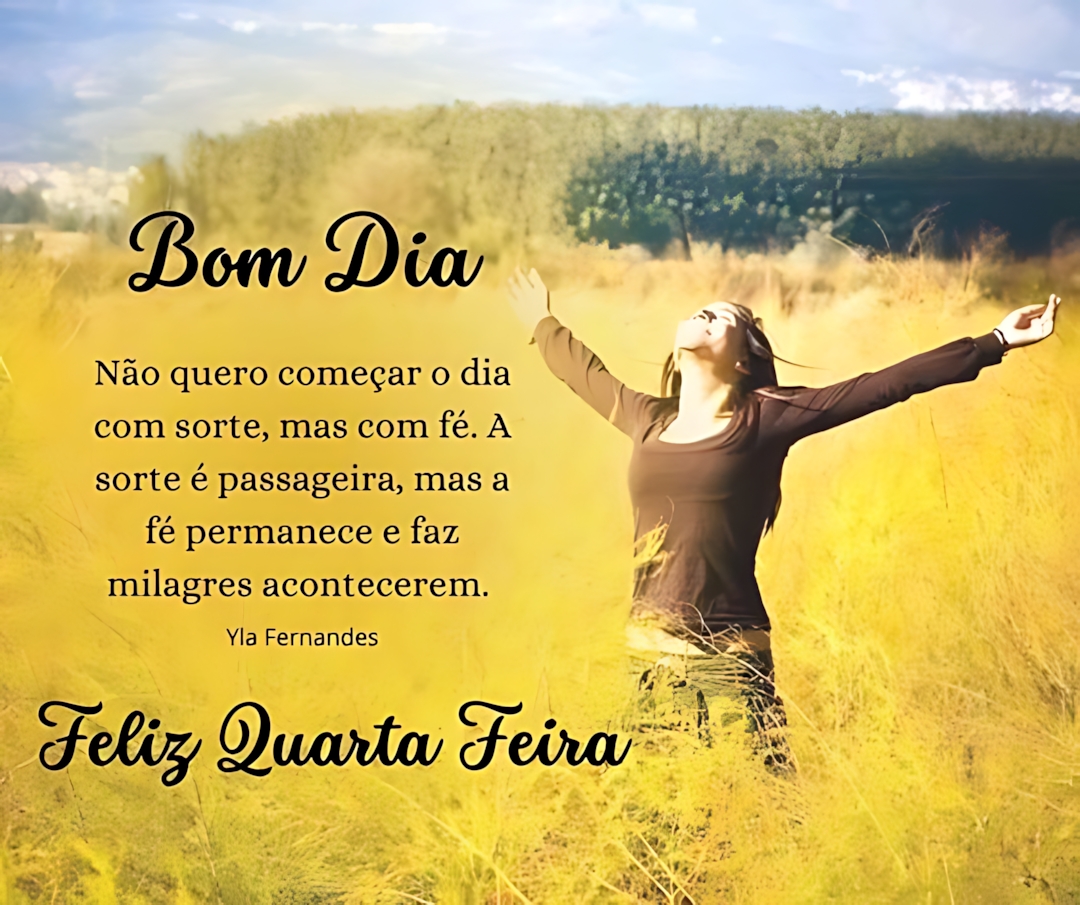 Bom Dia
Não quero começar o dia
com sorte, mas com fé. A
sorte é passageira, mas a
fé permanece e faz
milagres acontecerem.
Yla Fernandes
Feliz Quarta Feira